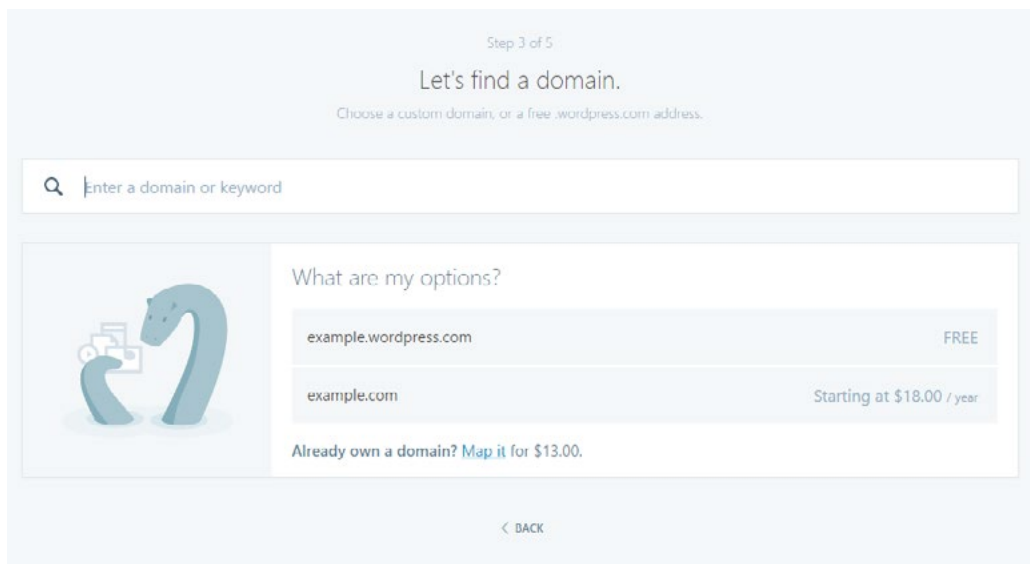 Step 3 of 5
Let's find a domain.
Choose a custom domain, or a free .wordpress.com address.
Enter a domain or keyword
What are my options?
example.wordpress.com FREE
example.com Starting at $18.00 / year
Already own a domain? Map it for $13.00.
< BACK